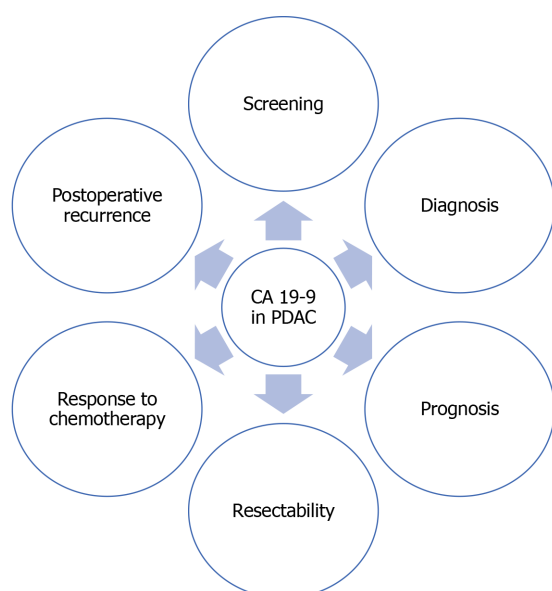 Screening
Postoperative
recurrence
Diagnosis
CA 19-9
in PDAC
Response to
chemotherapy
Prognosis
Resectability